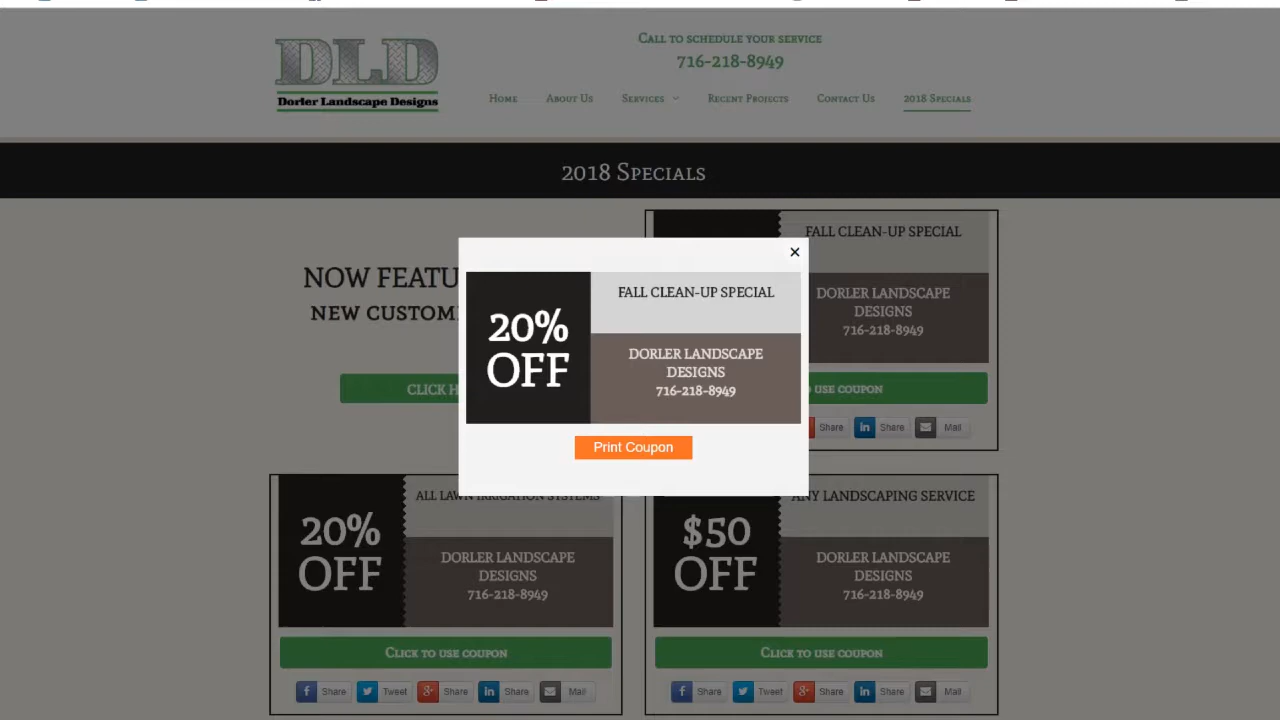 DLD
Dorler Landscape Designs
Call to schedule your service
716-218-8949
Home About Us Services Recent Projects Contact Us 2018 Specials
2018 Specials
NOW FEATU
NEW CUSTOM
CLICK H
FALL CLEAN-UP SPECIAL
DORLER LANDSCAPE
DESIGNS
716-218-8949
USE COUPON
Share Share Mail
×
20%
OFF
FALL CLEAN-UP SPECIAL
DORLER LANDSCAPE
DESIGNS
716-218-8949
Print Coupon
20%
OFF
ALL LAWN IRRIGATION SYSTEMS
DORLER LANDSCAPE
DESIGNS
716-218-8949
Click to use coupon
Share Tweet Share Share Mail
$50
OFF
ANY LANDSCAPING SERVICE
DORLER LANDSCAPE
DESIGNS
716-218-8949
Click to use coupon
Share Tweet Share Share Mail